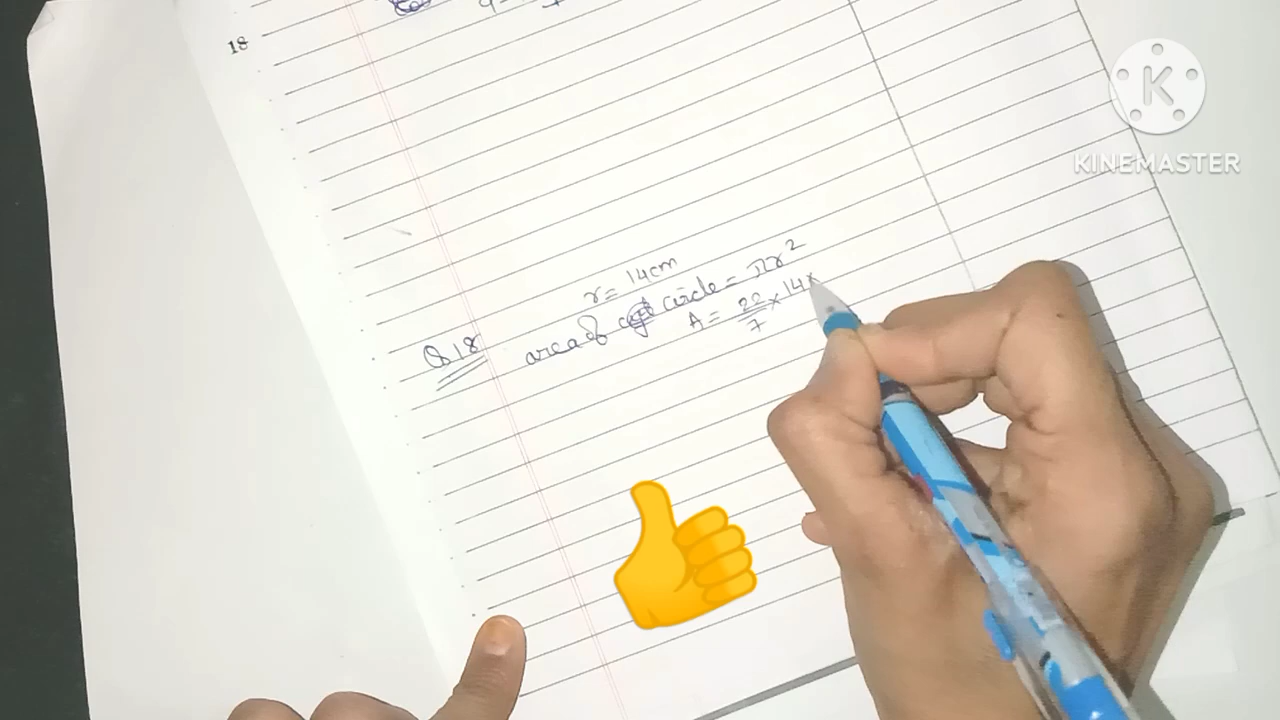 18
r = 14cm
Q18 area of circle = πr²
A = 22/7 × 14 ×
K
KINEMASTER